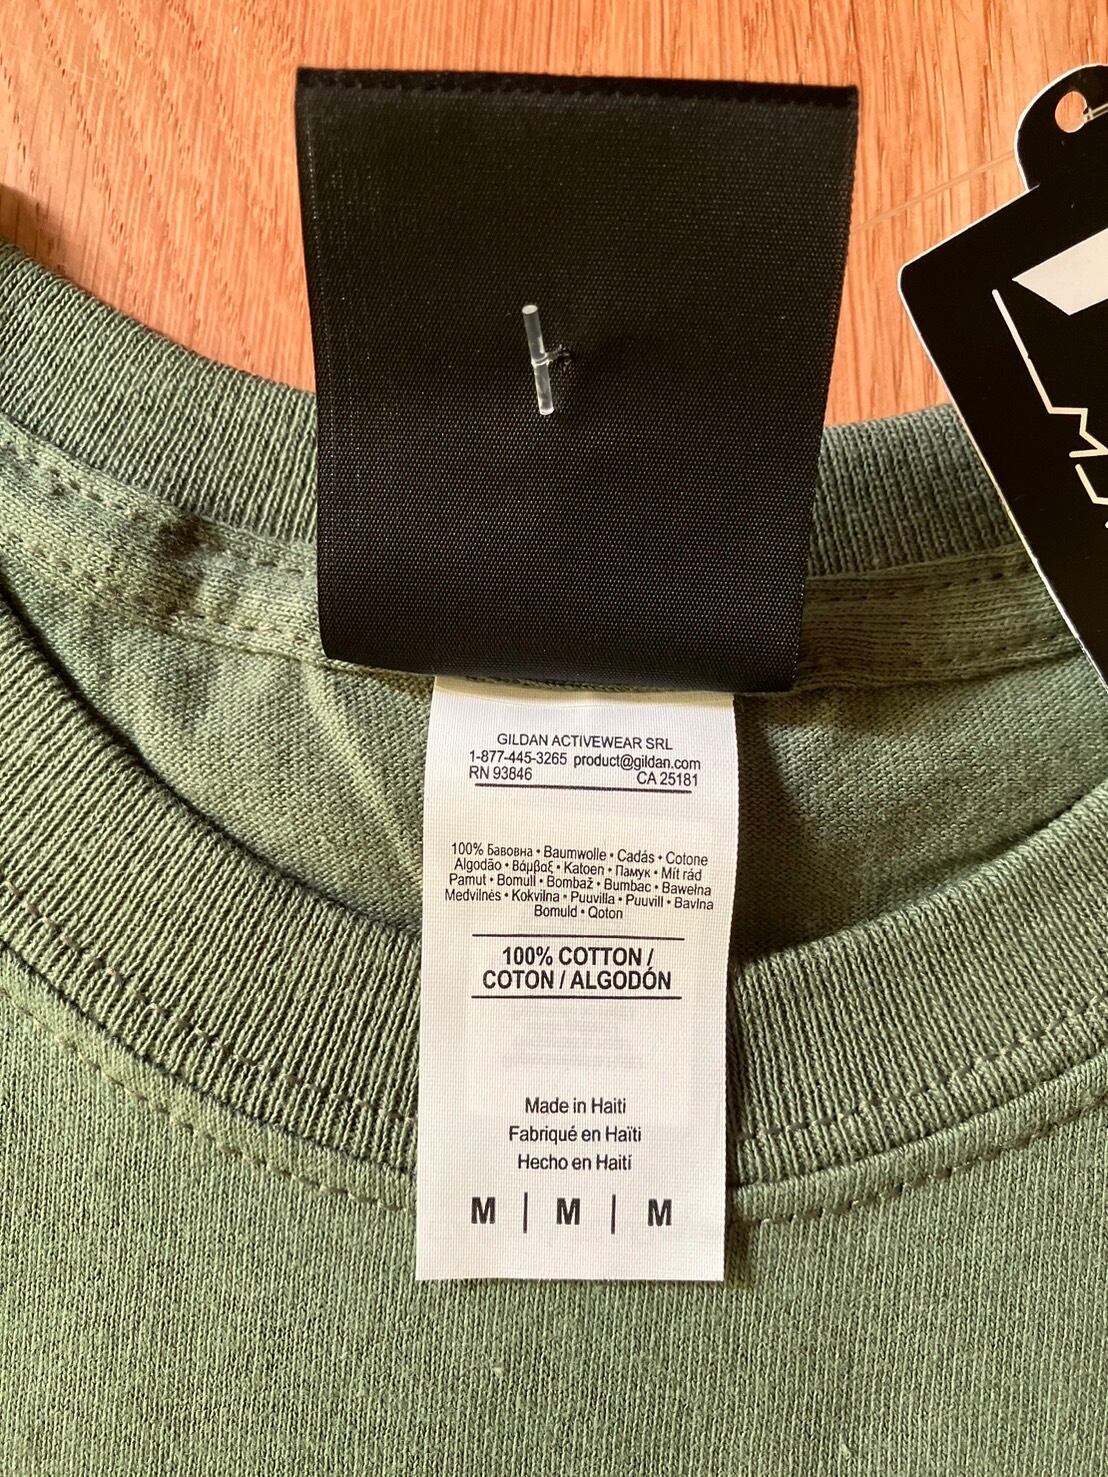 GILDAN ACTIVEWEAR SRL
1-877-445-3265 product@gildan.com
RN 93846 CA 25181
100% Бавовна • Baumwolle • Cadás • Cotone
Algodão • Βάμβαξ • Katoen • Памук • Mít rád
Pamut • Bomull • Bombaž • Bumbac • Bawełna
Medvilnės • Kokvilna • Puuvilla • Puuvill • Bavlna
Bomuld • Qoton
100% COTTON /
COTON / ALGODÓN
Made in Haiti
Fabriqué en Haïti
Hecho en Haití
M | M | M